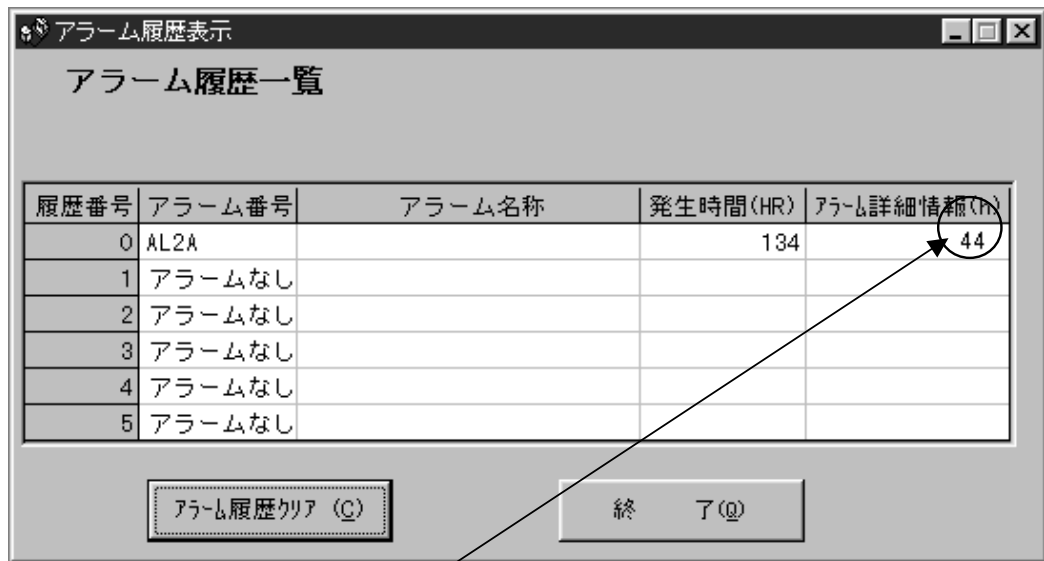 アラーム履歴表示
アラーム履歴一覧
履歴番号 アラーム番号 アラーム名称 発生時間(HR) ｱﾗｰﾑ詳細情報(H)
0 AL2A 134 44
1 アラームなし
2 アラームなし
3 アラームなし
4 アラームなし
5 アラームなし
ｱﾗｰﾑ履歴ｸﾘｱ (C) 終 了(Q)